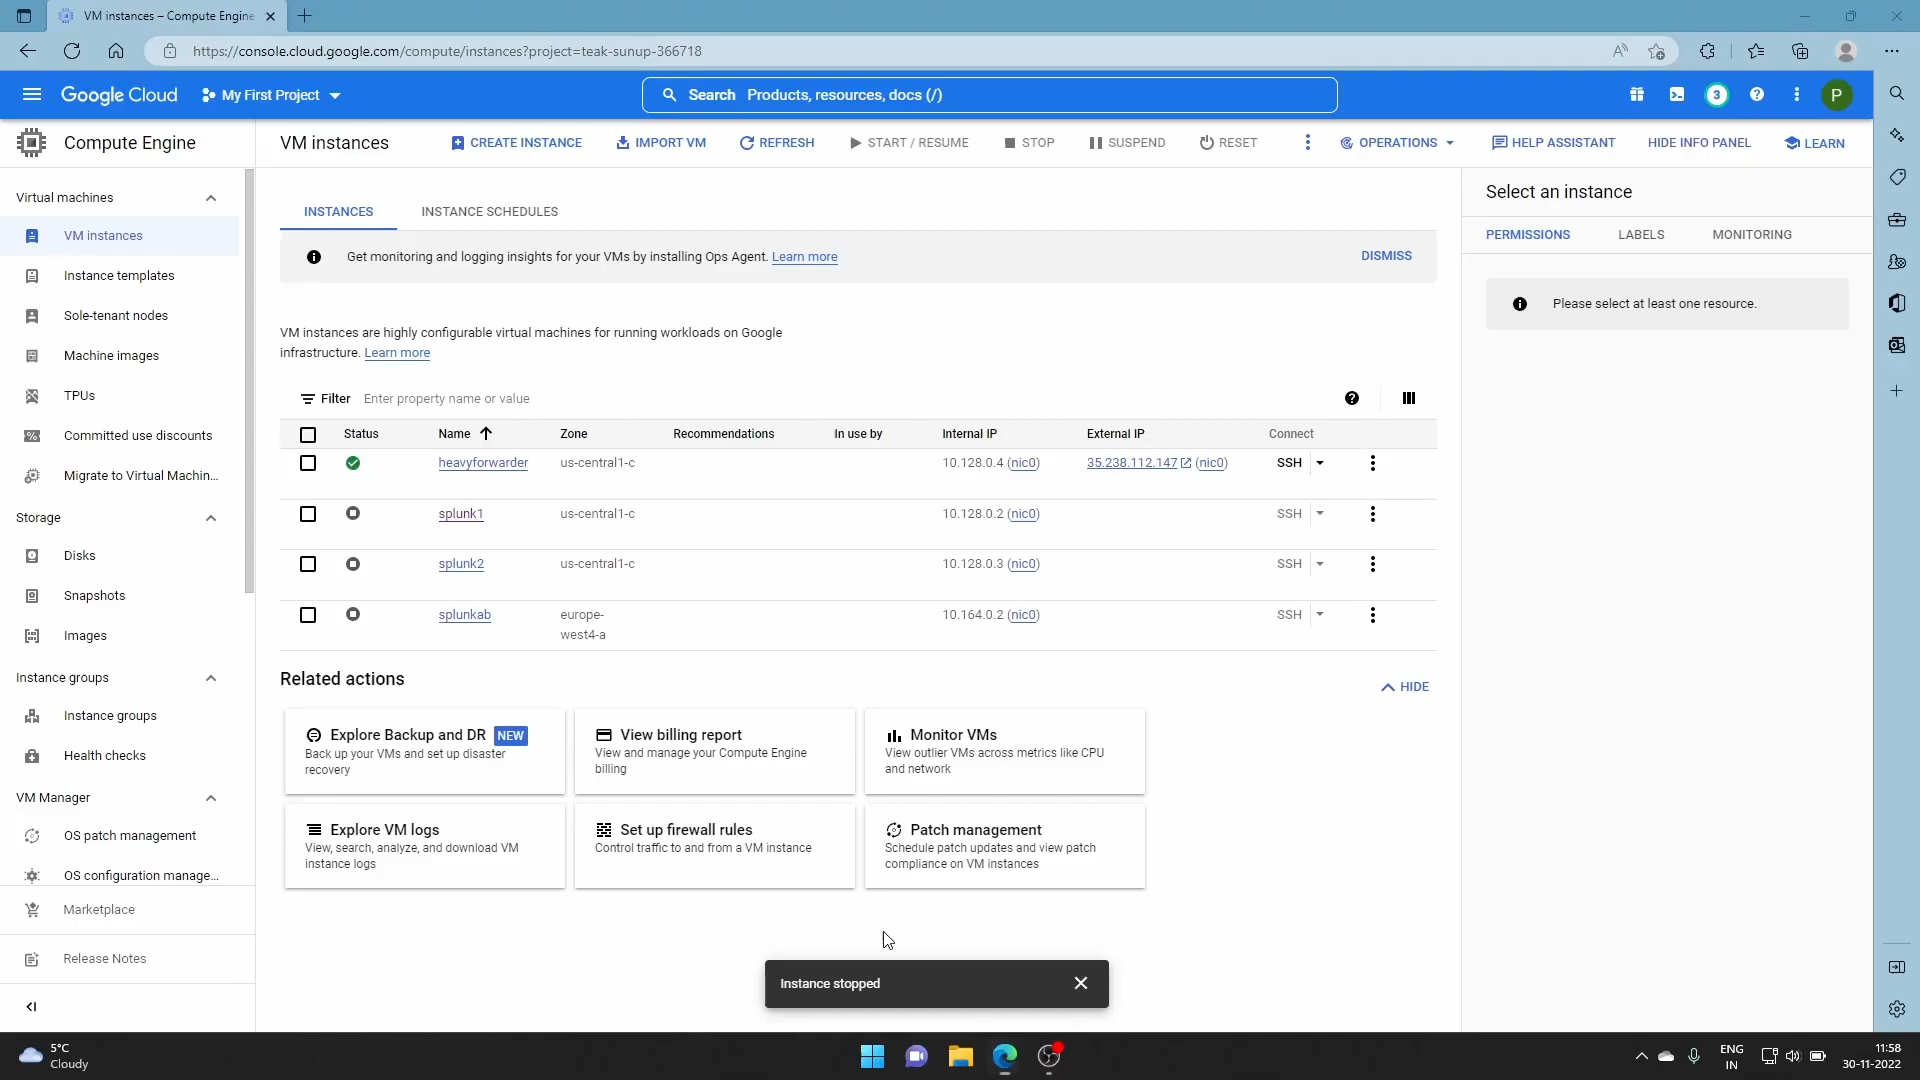 VM instances – Compute Engine
https://console.cloud.google.com/compute/instances?project=teak-sunup-366718
Google Cloud
My First Project
Search Products, resources, docs (/)
3
P
Compute Engine
VM instances
CREATE INSTANCE
IMPORT VM
REFRESH
START / RESUME
STOP
SUSPEND
RESET
OPERATIONS
HELP ASSISTANT
HIDE INFO PANEL
LEARN
Virtual machines
VM instances
Instance templates
Sole-tenant nodes
Machine images
TPUs
Committed use discounts
Migrate to Virtual Machin...
Storage
Disks
Snapshots
Images
Instance groups
Instance groups
Health checks
VM Manager
OS patch management
OS configuration manage...
Marketplace
Release Notes
INSTANCES
INSTANCE SCHEDULES
Get monitoring and logging insights for your VMs by installing Ops Agent. Learn more
DISMISS
VM instances are highly configurable virtual machines for running workloads on Google
infrastructure. Learn more
Filter Enter property name or value
Status Name Zone Recommendations In use by Internal IP External IP Connect
heavyforwarder us-central1-c 10.128.0.4 (nic0) 35.238.112.147 (nic0) SSH
splunk1 us-central1-c 10.128.0.2 (nic0) SSH
splunk2 us-central1-c 10.128.0.3 (nic0) SSH
splunkab europe- 10.164.0.2 (nic0) SSH
west4-a
Related actions
HIDE
Explore Backup and DR NEW
Back up your VMs and set up disaster
recovery
View billing report
View and manage your Compute Engine
billing
Monitor VMs
View outlier VMs across metrics like CPU
and network
Explore VM logs
View, search, analyze, and download VM
instance logs
Set up firewall rules
Control traffic to and from a VM instance
Patch management
Schedule patch updates and view patch
compliance on VM instances
Instance stopped
Select an instance
PERMISSIONS
LABELS
MONITORING
Please select at least one resource.
5°C
Cloudy
ENG
IN
11:58
30-11-2022